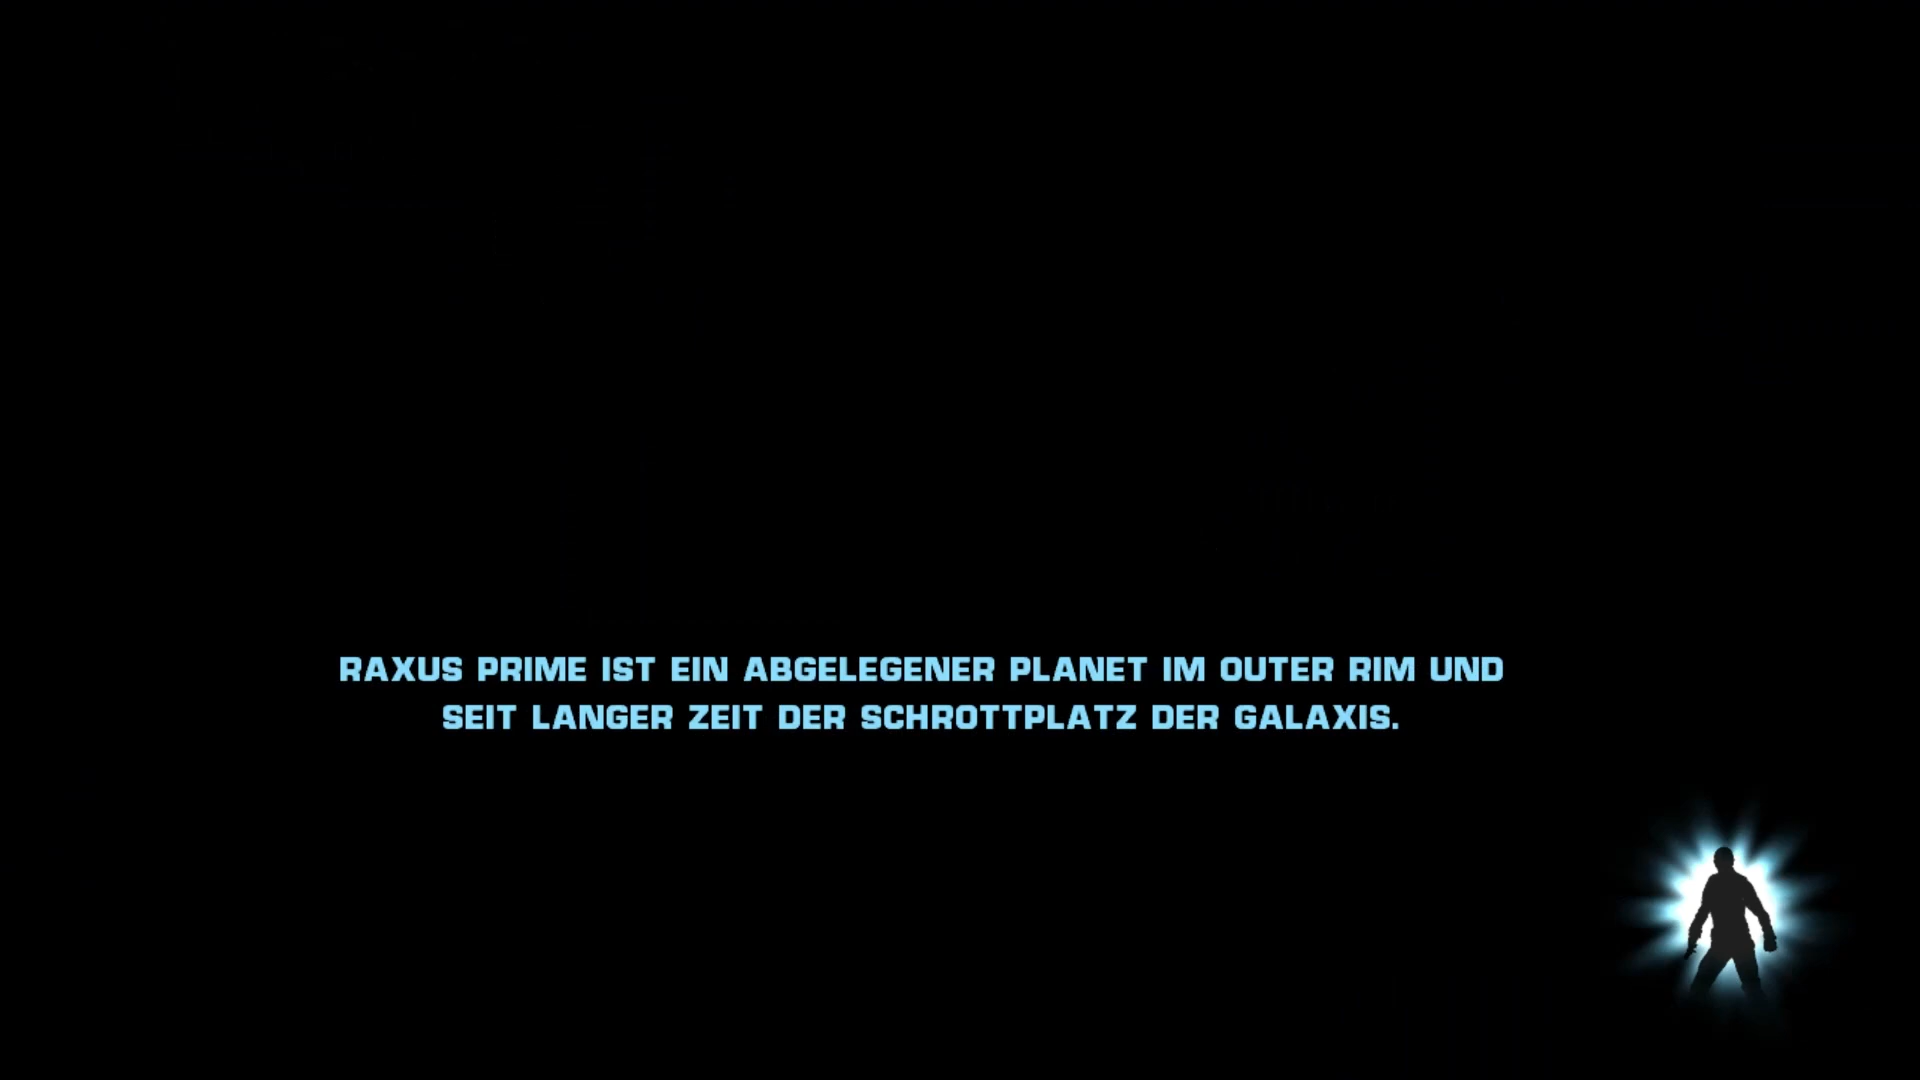 RAXUS PRIME IST EIN ABGELEGENER PLANET IM OUTER RIM UND
SEIT LANGER ZEIT DER SCHROTTPLATZ DER GALAXIS.